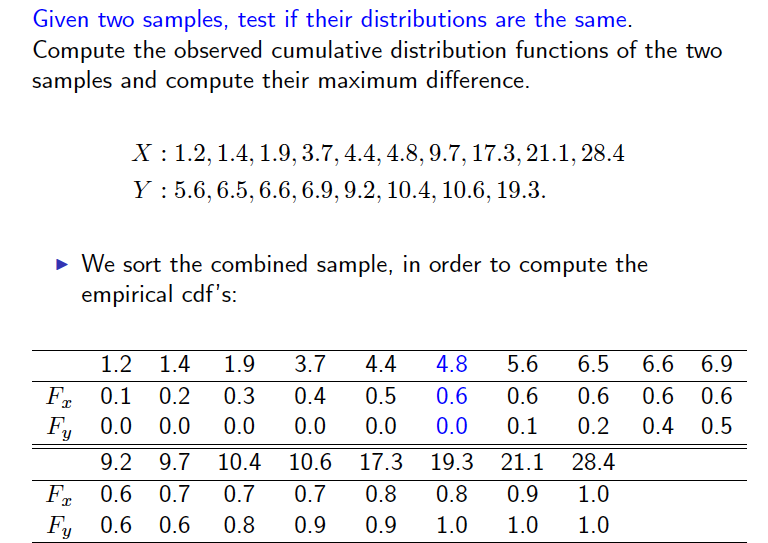 Given two samples, test if their distributions are the same.
Compute the observed cumulative distribution functions of the two
samples and compute their maximum difference.
X : 1.2, 1.4, 1.9, 3.7, 4.4, 4.8, 9.7, 17.3, 21.1, 28.4
Y : 5.6, 6.5, 6.6, 6.9, 9.2, 10.4, 10.6, 19.3.
▶ We sort the combined sample, in order to compute the
empirical cdf's:
1.2 1.4 1.9 3.7 4.4 4.8 5.6 6.5 6.6 6.9
Fx 0.1 0.2 0.3 0.4 0.5 0.6 0.6 0.6 0.6 0.6
Fy 0.0 0.0 0.0 0.0 0.0 0.0 0.1 0.2 0.4 0.5
9.2 9.7 10.4 10.6 17.3 19.3 21.1 28.4
Fx 0.6 0.7 0.7 0.7 0.8 0.8 0.9 1.0
Fy 0.6 0.6 0.8 0.9 0.9 1.0 1.0 1.0